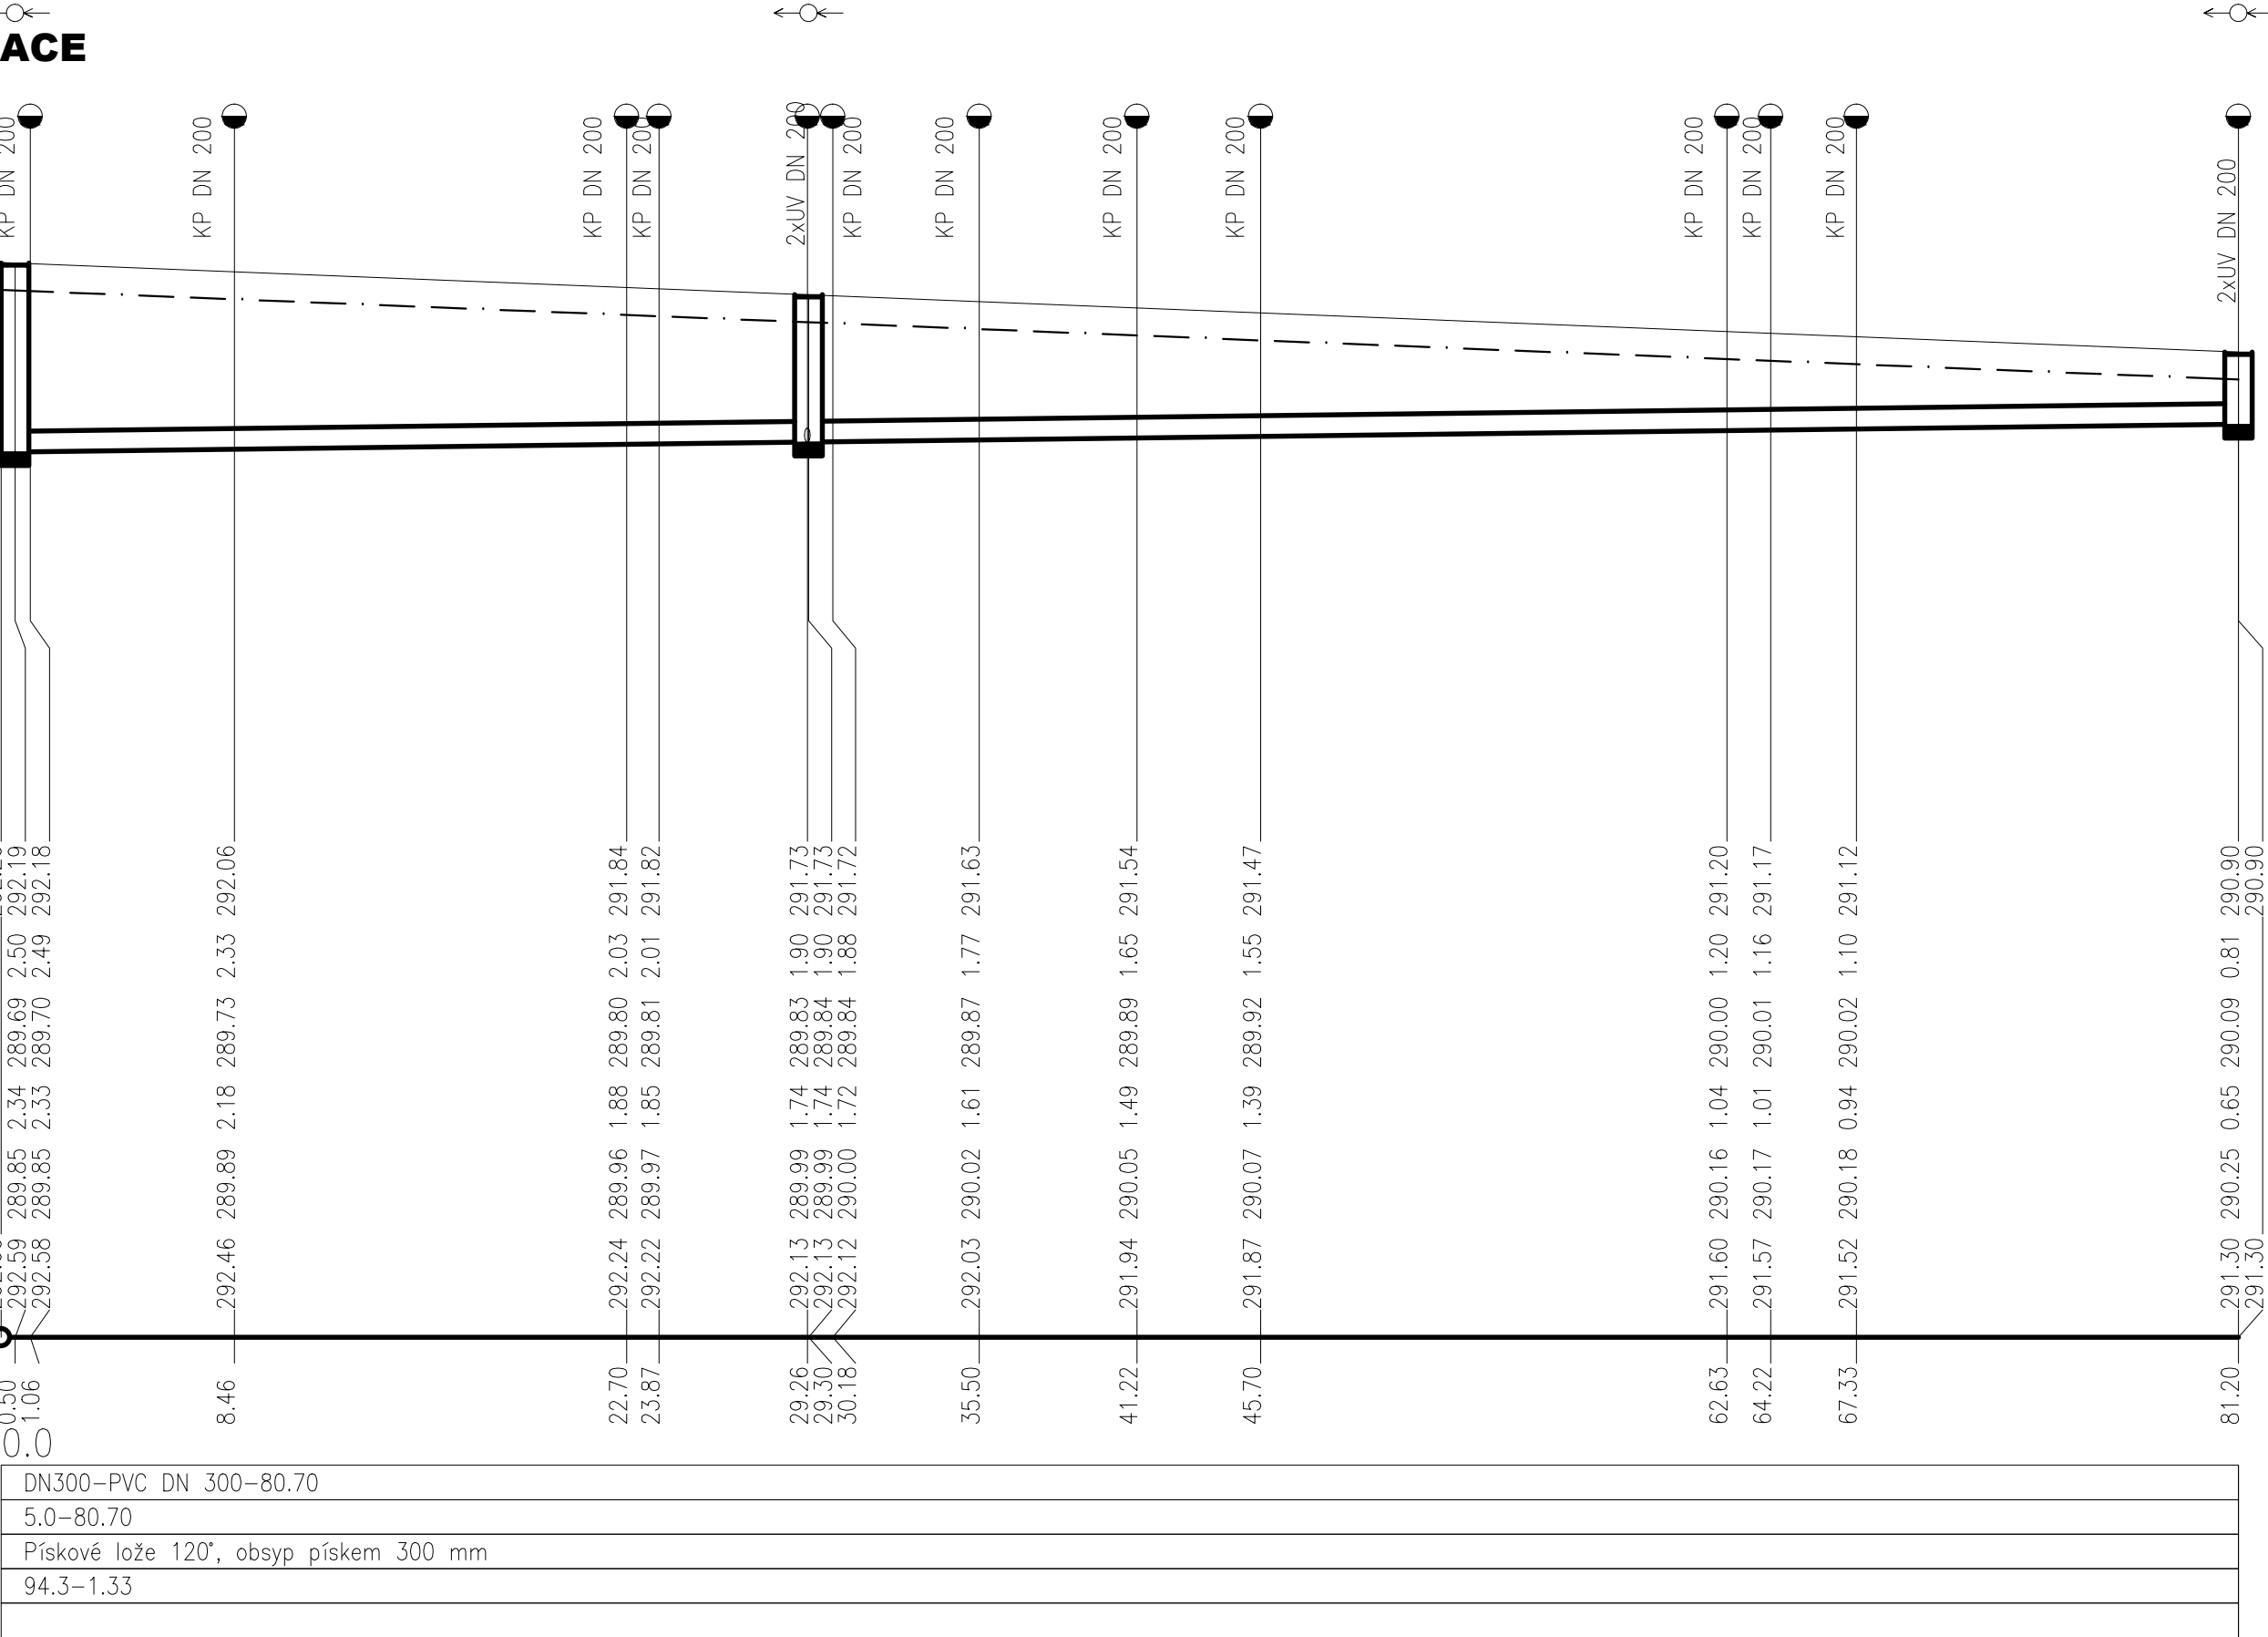 ACE
KP DN 200
KP DN 200
KP DN 200
KP DN 200
2xUV DN 200
KP DN 200
KP DN 200
KP DN 200
KP DN 200
KP DN 200
KP DN 200
KP DN 200
2xUV DN 200
292.59 289.85 2.34 289.69 2.50 292.19
292.58 289.85 2.33 289.70 2.49 292.18
292.46 289.89 2.18 289.73 2.33 292.06
292.24 289.96 1.88 289.80 2.03 291.84
292.22 289.97 1.85 289.81 2.01 291.82
292.13 289.99 1.74 289.83 1.90 291.73
292.13 289.99 1.74 289.84 1.90 291.73
292.12 290.00 1.72 289.84 1.88 291.72
292.03 290.02 1.61 289.87 1.77 291.63
291.94 290.05 1.49 289.89 1.65 291.54
291.87 290.07 1.39 289.92 1.55 291.47
291.60 290.16 1.04 290.00 1.20 291.20
291.57 290.17 1.01 290.01 1.16 291.17
291.52 290.18 0.94 290.02 1.10 291.12
291.30 290.25 0.65 290.09 0.81 290.90
291.30 290.90
0.50
1.06
8.46
22.70
23.87
29.26
29.30
30.18
35.50
41.22
45.70
62.63
64.22
67.33
81.20
0.0
DN300-PVC DN 300-80.70
5.0-80.70
Pískové lože 120°, obsyp pískem 300 mm
94.3-1.33